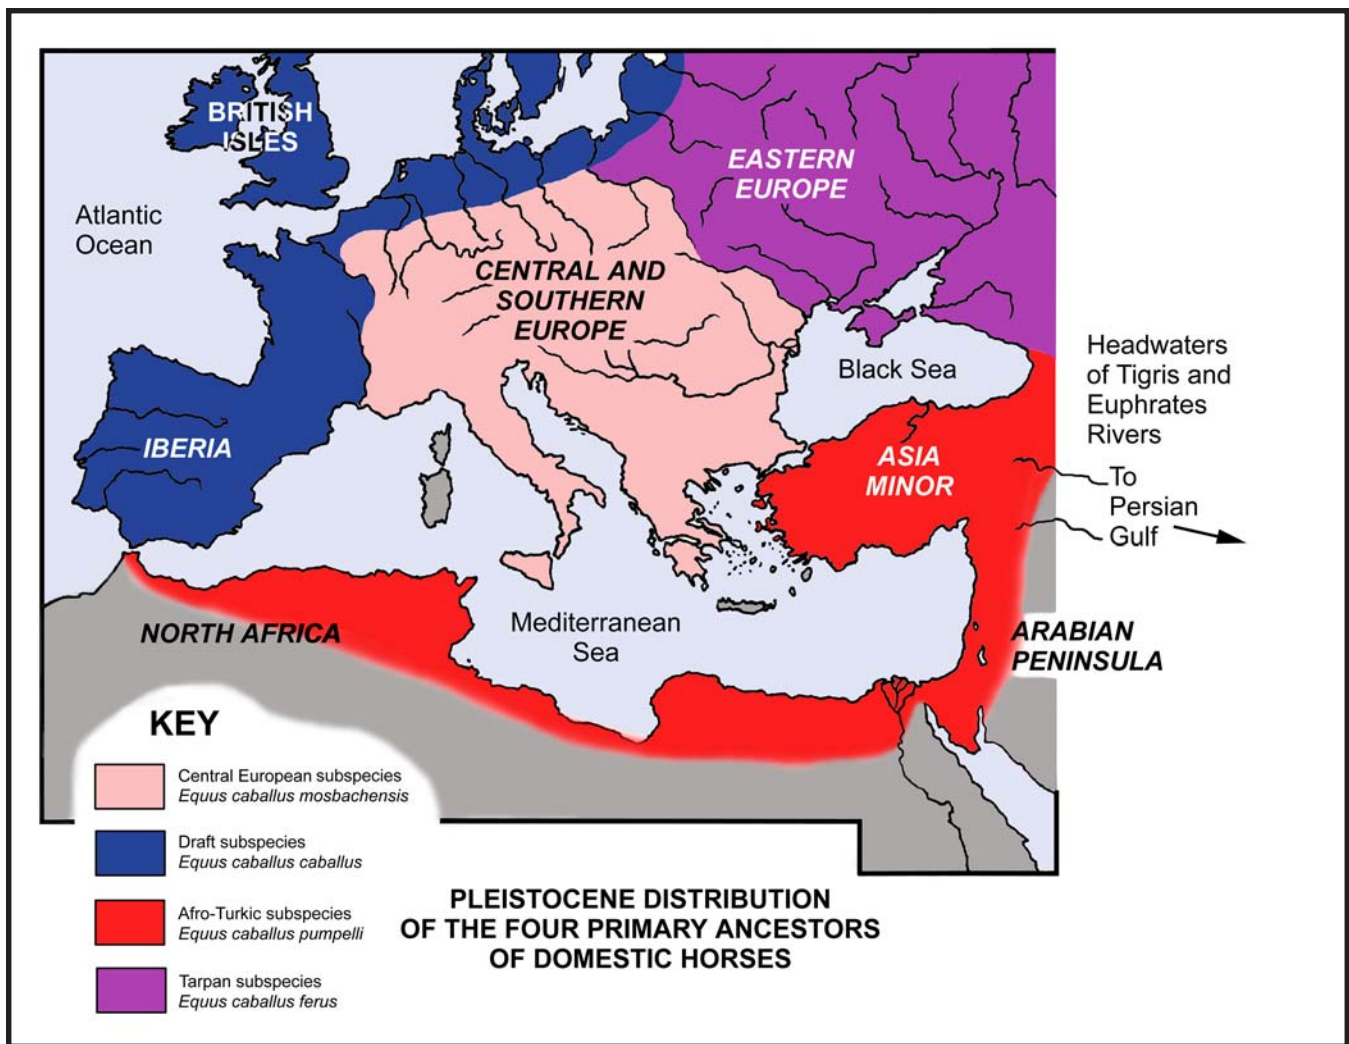 BRITISH
ISLES
Atlantic
Ocean
EASTERN
EUROPE
CENTRAL AND
SOUTHERN
EUROPE
Black Sea
Headwaters
of Tigris and
Euphrates
Rivers
IBERIA
ASIA
MINOR
To
Persian
Gulf
NORTH AFRICA
Mediterranean
Sea
ARABIAN
PENINSULA
KEY
Central European subspecies
Equus caballus mosbachensis
Draft subspecies
Equus caballus caballus
Afro-Turkic subspecies
Equus caballus pumpelli
Tarpan subspecies
Equus caballus ferus
PLEISTOCENE DISTRIBUTION
OF THE FOUR PRIMARY ANCESTORS
OF DOMESTIC HORSES